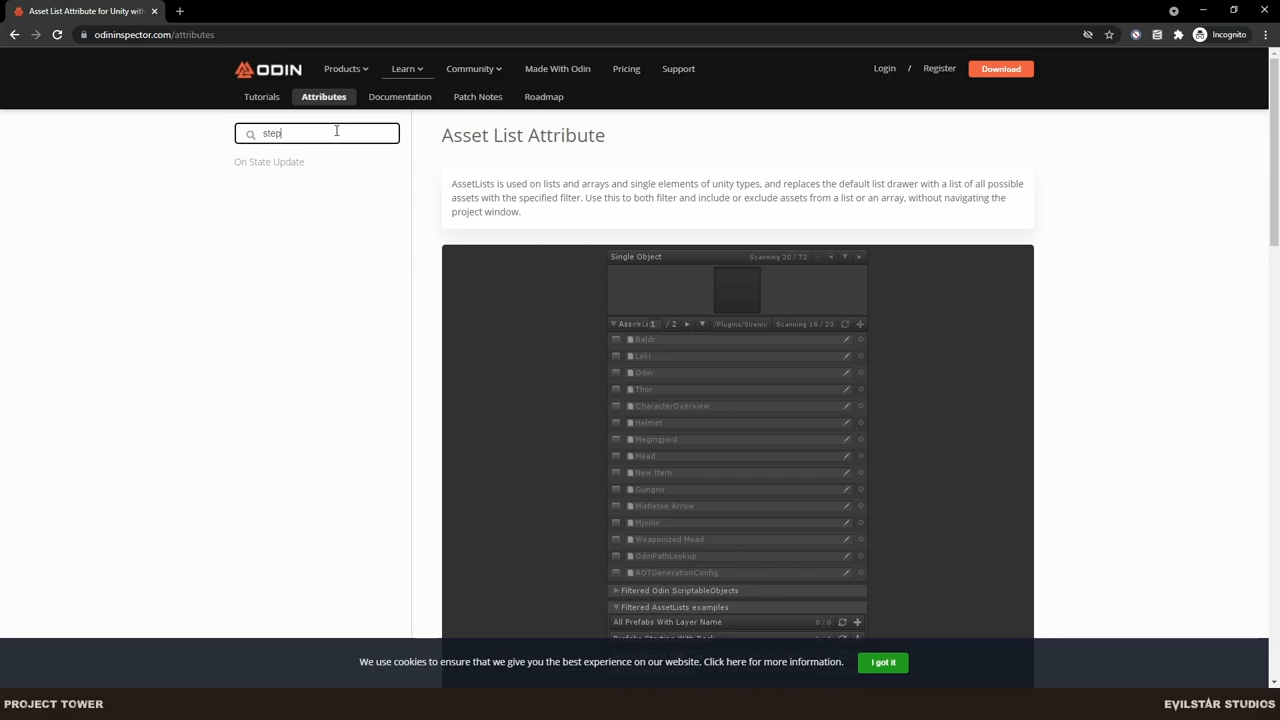 Asset List Attribute for Unity with
odininspector.com/attributes
Incognito
ODIN
Products
Learn
Community
Made With Odin
Pricing
Support
Login / Register
Download
Tutorials
Attributes
Documentation
Patch Notes
Roadmap
step
On State Update
Asset List Attribute
AssetLists is used on lists and arrays and single elements of unity types, and replaces the default list drawer with a list of all possible
assets with the specified filter. Use this to both filter and include or exclude assets from a list or an array, without navigating the
project window.
Single Object
Scanning 20 / 72
1 / 2
Scanning 18 / 23
Baldr
Loki
Odin
Thor
CharacterOverview
Helmet
Megingjord
Mead
New Item
Gungnir
Mistletoe Arrow
Mjolnir
Weaponized Mead
OdinPathLookup
AOTGenerationConfig
Filtered Odin ScriptableObjects
Filtered AssetLists examples
All Prefabs With Layer Name
0 / 0
We use cookies to ensure that we give you the best experience on our website. Click here for more information.
I got it
PROJECT TOWER
EVILSTAR STUDIOS